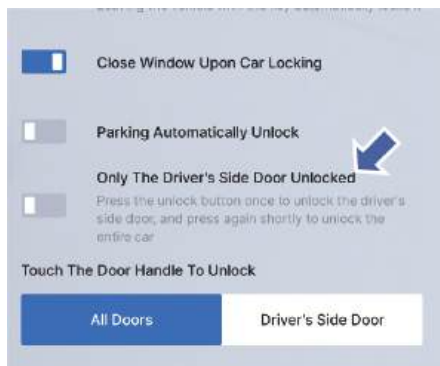 Close Window Upon Car Locking
Parking Automatically Unlock
Only The Driver's Side Door Unlocked
Press the unlock button once to unlock the driver's
side door, and press again shortly to unlock the
entire car
Touch The Door Handle To Unlock
All Doors
Driver's Side Door